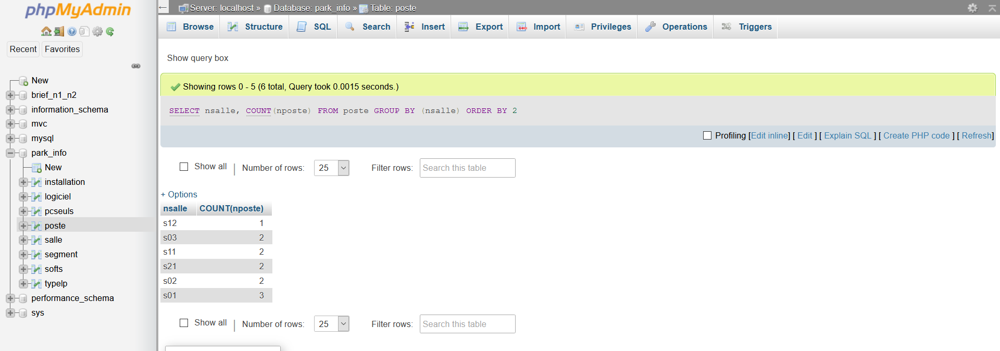 phpMyAdmin
Recent Favorites
New
brief_n1_n2
information_schema
mvc
mysql
park_info
New
installation
logiciel
pcseuls
poste
salle
segment
softs
typelp
performance_schema
sys
Server: localhost » Database: park_info » Table: poste
Browse Structure SQL Search Insert Export Import Privileges Operations Triggers
Show query box
Showing rows 0 - 5 (6 total, Query took 0.0015 seconds.)
SELECT nsalle, COUNT(nposte) FROM poste GROUP BY (nsalle) ORDER BY 2
Profiling [Edit inline] [ Edit ] [ Explain SQL ] [ Create PHP code ] [ Refresh]
Show all | Number of rows: 25 Filter rows: Search this table
+ Options
nsalle COUNT(nposte)
s12 1
s03 2
s11 2
s21 2
s02 2
s01 3
Show all | Number of rows: 25 Filter rows: Search this table